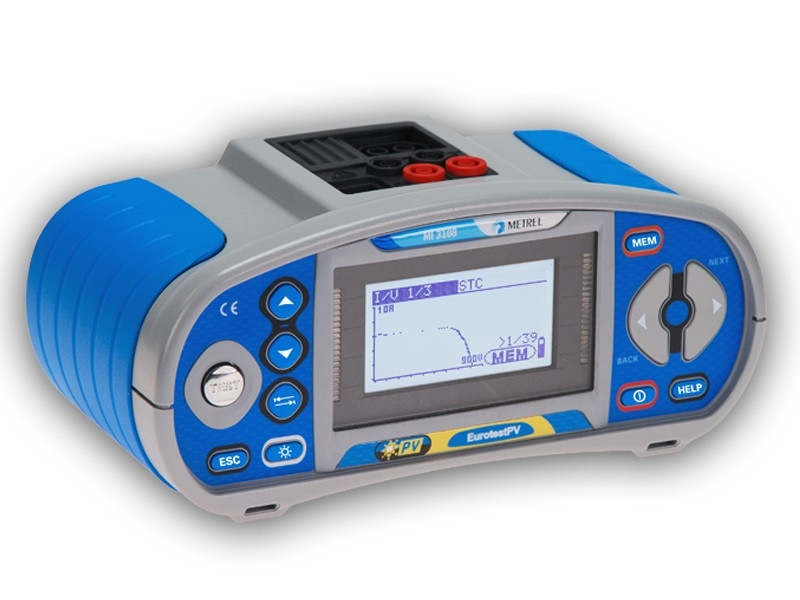 MI 3108
METREL
MEM
NEXT
I/V 1/3 STC
10A
>1/39
900V
MEM
CE
TEST
BACK
HELP
ESC
PV
EurotestPV